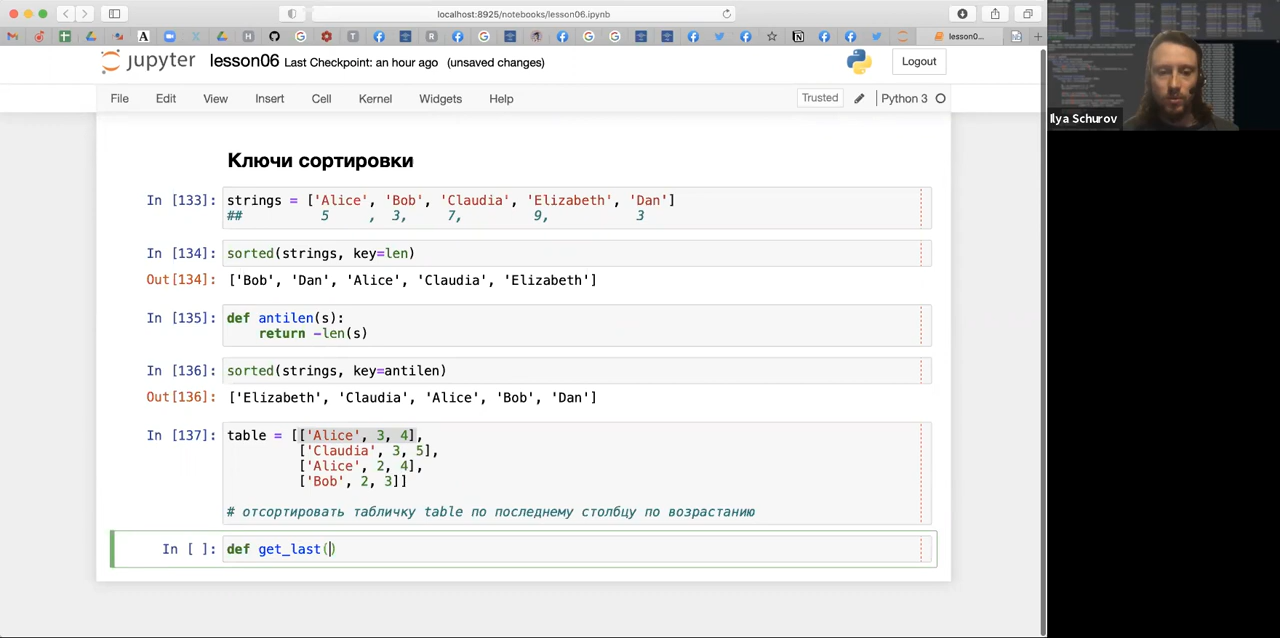 localhost:8925/notebooks/lesson06.ipynb
lesson0...
jupyter lesson06 Last Checkpoint: an hour ago (unsaved changes)
Logout
File Edit View Insert Cell Kernel Widgets Help
Trusted Python 3
Ключи сортировки
In [133]: strings = ['Alice', 'Bob', 'Claudia', 'Elizabeth', 'Dan']
## 5 , 3, 7, 9, 3
In [134]: sorted(strings, key=len)
Out[134]: ['Bob', 'Dan', 'Alice', 'Claudia', 'Elizabeth']
In [135]: def antilen(s):
return -len(s)
In [136]: sorted(strings, key=antilen)
Out[136]: ['Elizabeth', 'Claudia', 'Alice', 'Bob', 'Dan']
In [137]: table = [['Alice', 3, 4],
['Claudia', 3, 5],
['Alice', 2, 4],
['Bob', 2, 3]]
# отсортировать табличку table по последнему столбцу по возрастанию
In [ ]: def get_last()
Ilya Schurov